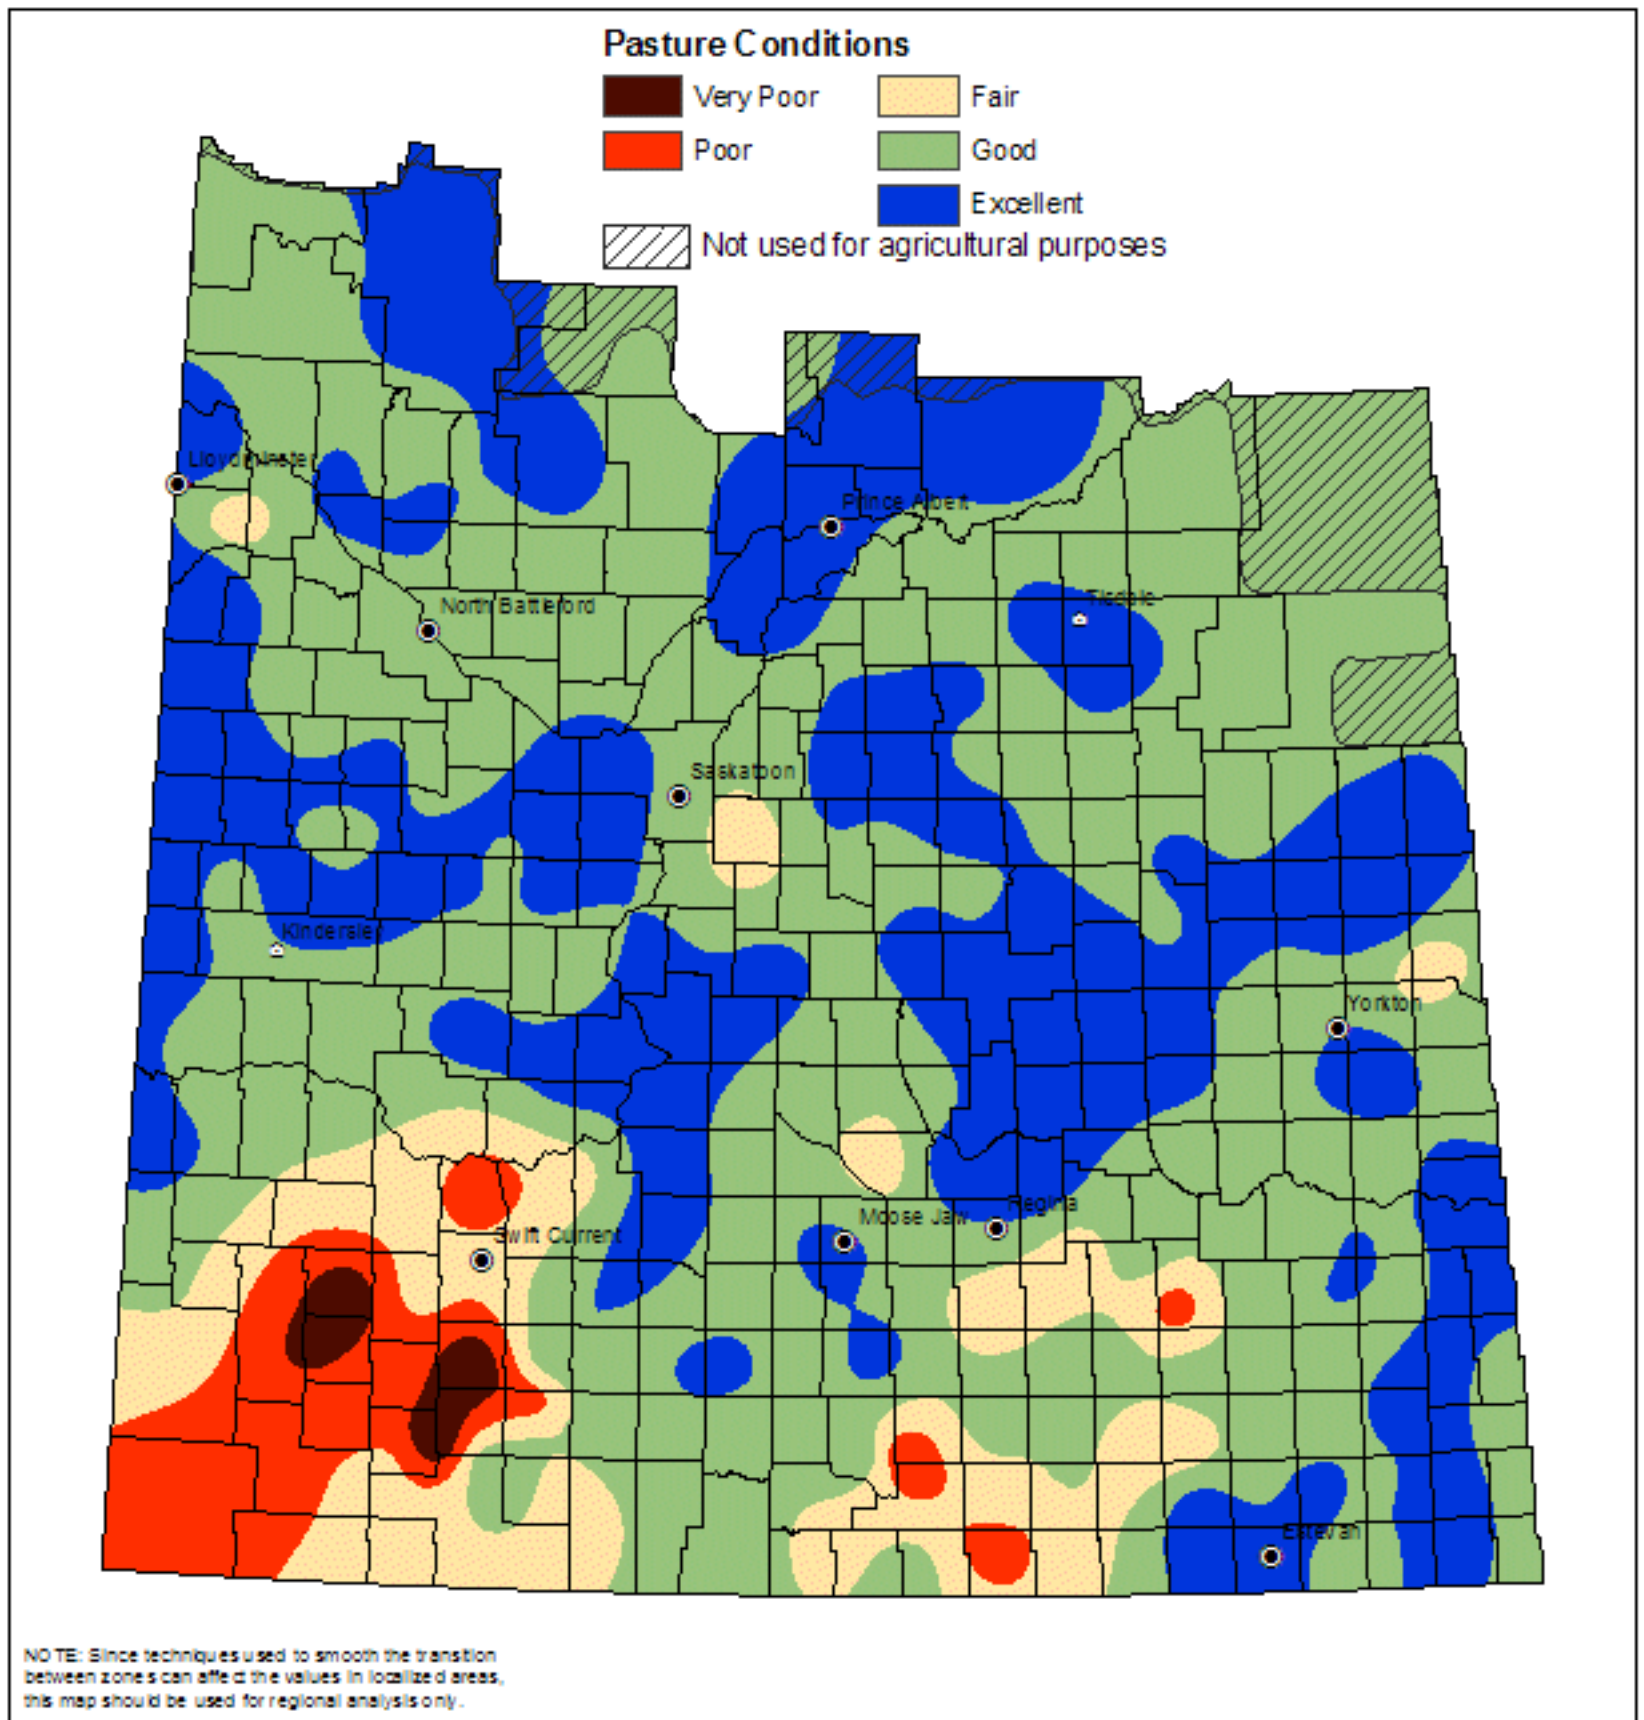 Pasture Conditions
Very Poor
Fair
Poor
Good
Excellent
Not used for agricultural purposes
Lloydminster
Prince Albert
North Battleford
Tisdale
Saskatoon
Kindersley
Yorkton
Regina
Moose Jaw
Swift Current
Estevan
NOTE: Since techniques used to smooth the transition
between zones can affect the values in localized areas,
this map should be used for regional analysis only.